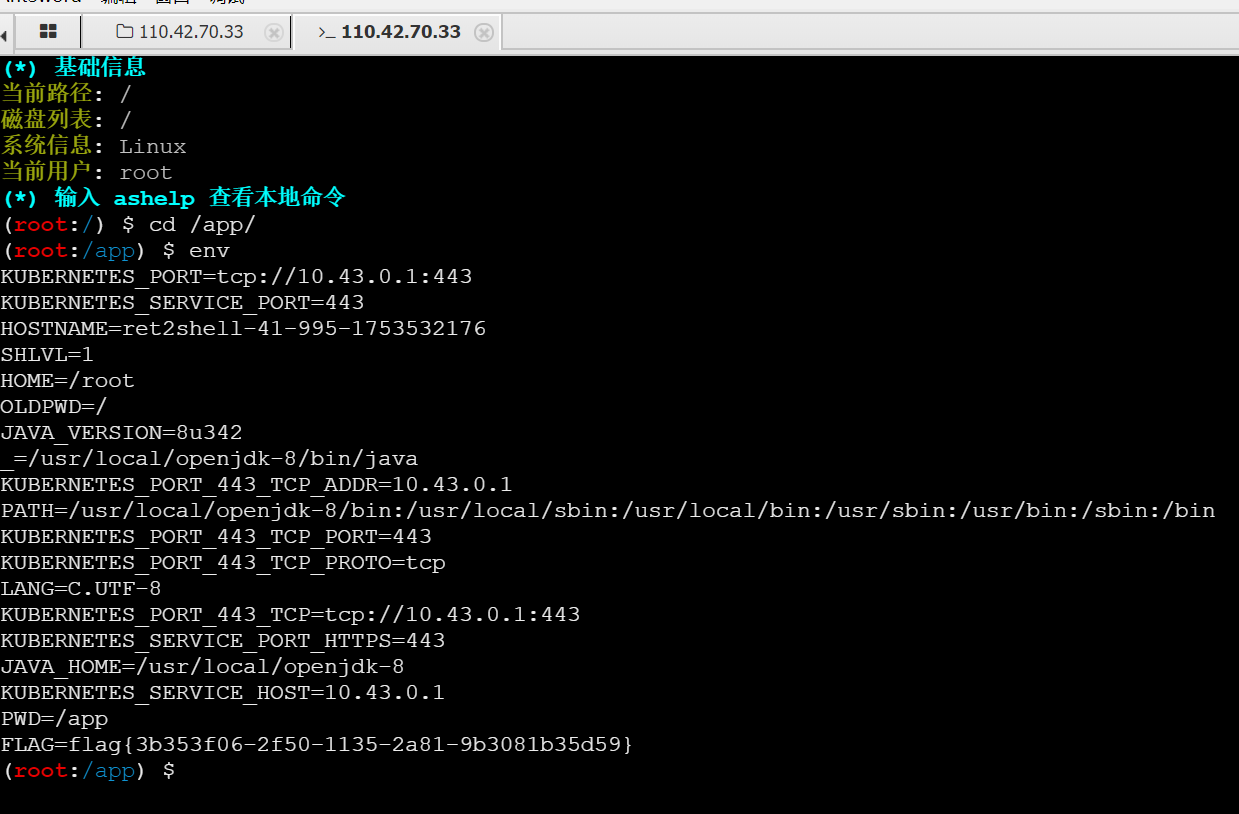 110.42.70.33 >_ 110.42.70.33
(*) 基础信息
当前路径: /
磁盘列表: /
系统信息: Linux
当前用户: root
(*) 输入 ashelp 查看本地命令
(root:/) $ cd /app/
(root:/app) $ env
KUBERNETES_PORT=tcp://10.43.0.1:443
KUBERNETES_SERVICE_PORT=443
HOSTNAME=ret2shell-41-995-1753532176
SHLVL=1
HOME=/root
OLDPWD=/
JAVA_VERSION=8u342
_=/usr/local/openjdk-8/bin/java
KUBERNETES_PORT_443_TCP_ADDR=10.43.0.1
PATH=/usr/local/openjdk-8/bin:/usr/local/sbin:/usr/local/bin:/usr/sbin:/usr/bin:/sbin:/bin
KUBERNETES_PORT_443_TCP_PORT=443
KUBERNETES_PORT_443_TCP_PROTO=tcp
LANG=C.UTF-8
KUBERNETES_PORT_443_TCP=tcp://10.43.0.1:443
KUBERNETES_SERVICE_PORT_HTTPS=443
JAVA_HOME=/usr/local/openjdk-8
KUBERNETES_SERVICE_HOST=10.43.0.1
PWD=/app
FLAG=flag{3b353f06-2f50-1135-2a81-9b3081b35d59}
(root:/app) $